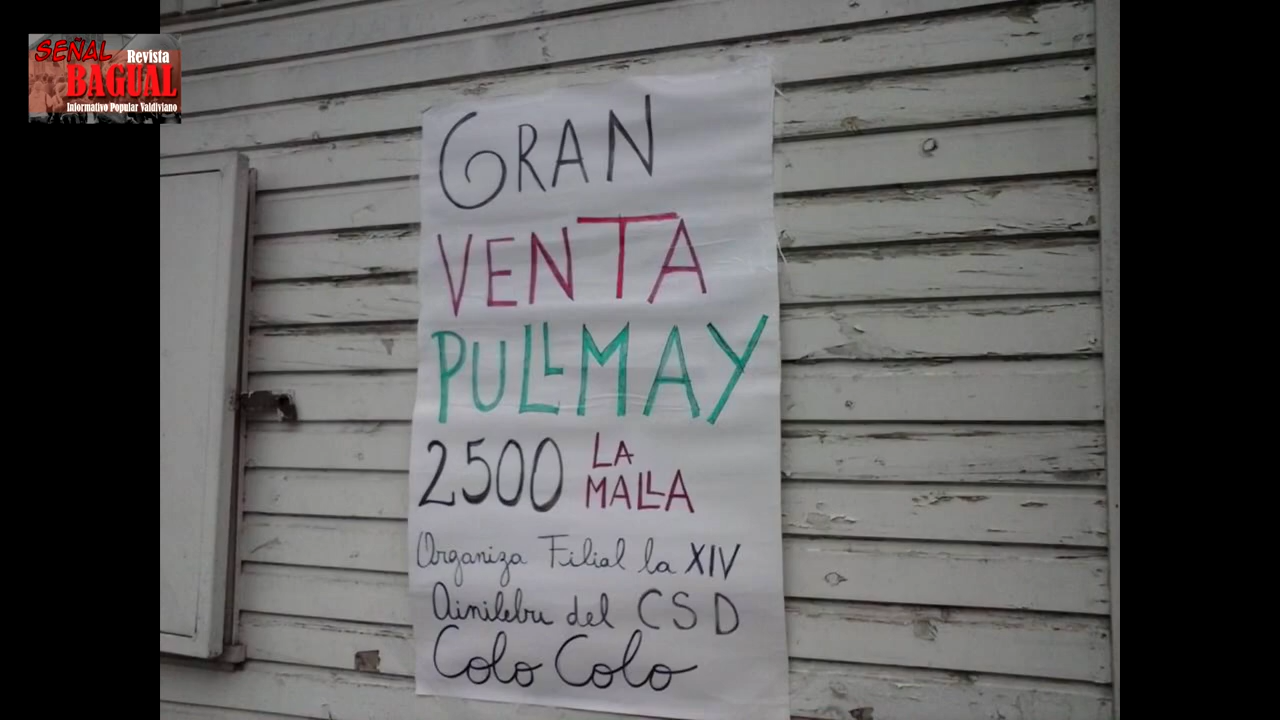 SEÑAL
Revista
BAGUAL
Informativo Popular Valdiviano
GRAN
VENTA
PULLMAY
2500 LA
MALLA
Organiza Filial la XIV
Ainilebu del CSD
Colo Colo